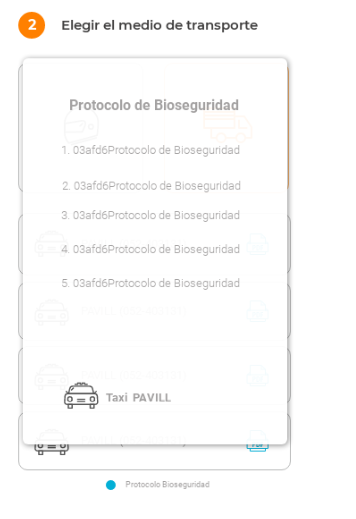 2 Elegir el medio de transporte
Protocolo de Bioseguridad
1. 03afd6Protocolo de Bioseguridad
2. 03afd6Protocolo de Bioseguridad
3. 03afd6Protocolo de Bioseguridad
4. 03afd6Protocolo de Bioseguridad
5. 03afd6Protocolo de Bioseguridad
Taxi PAVILL
Protocolo Bioseguridad